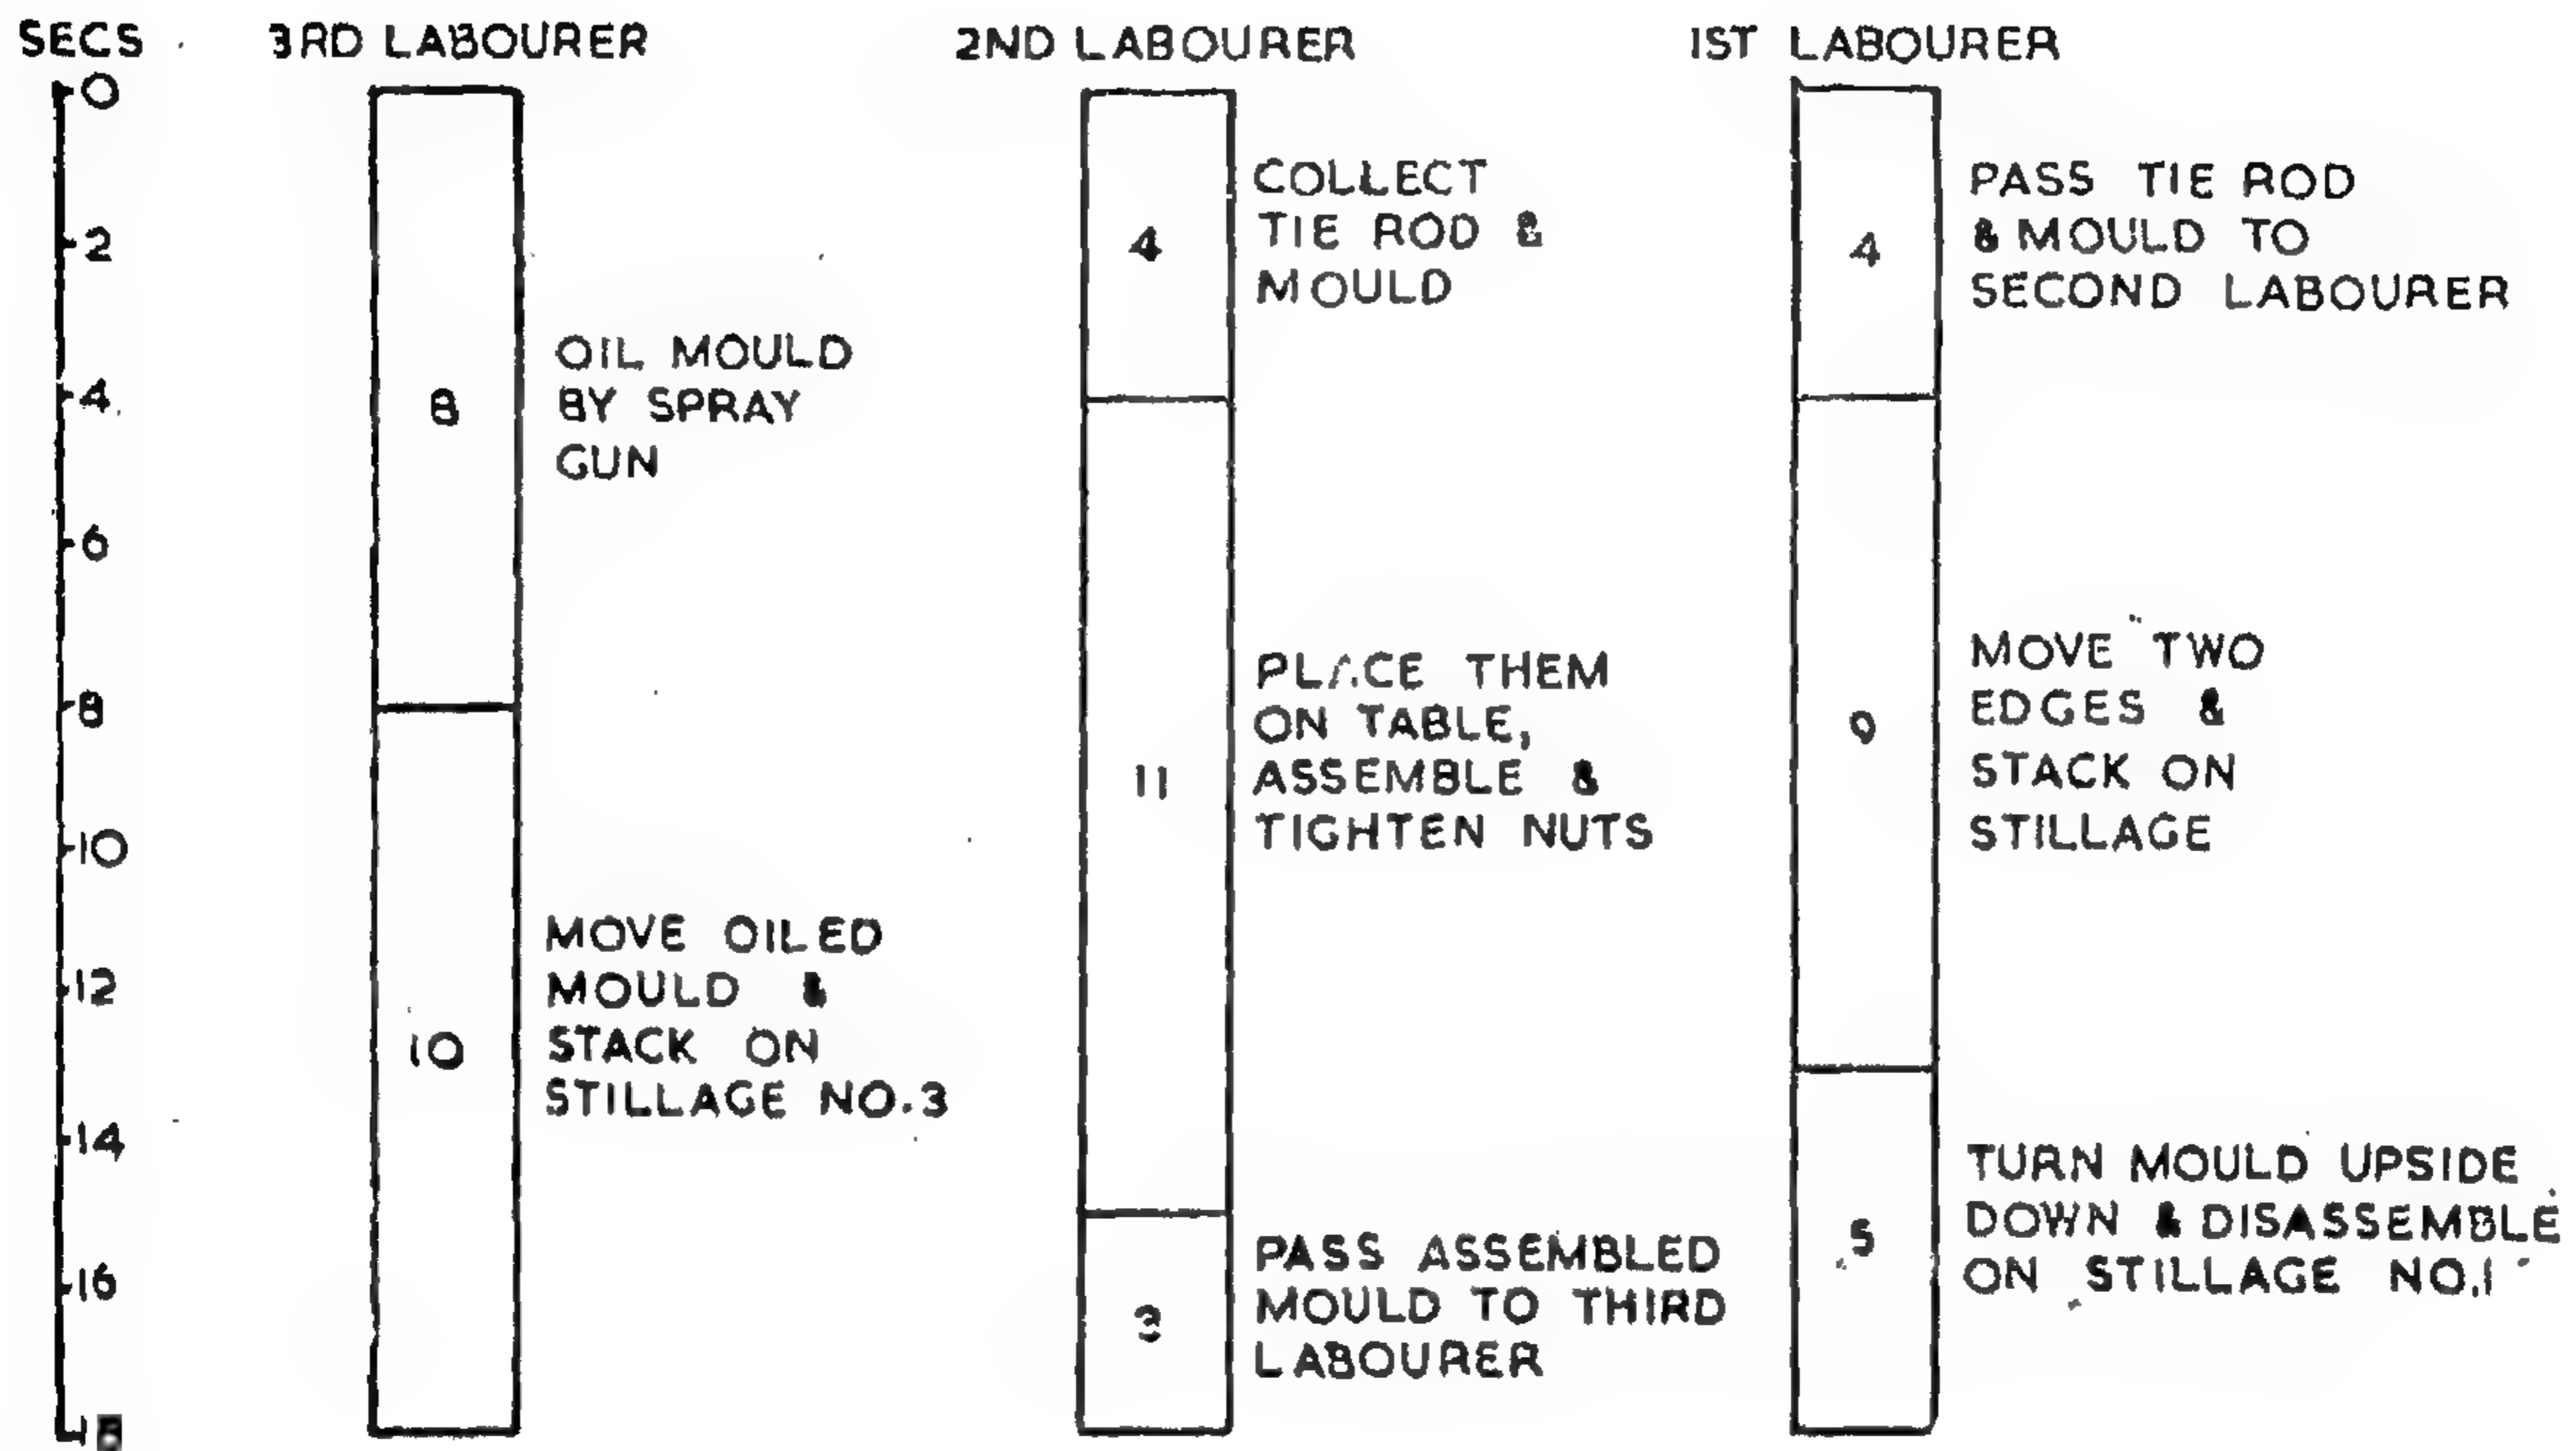 SECS
3RD LABOURER
2ND LABOURER
1ST LABOURER
0
2
4
6
8
10
12
14
16
8
OIL MOULD
BY SPRAY
GUN
10
MOVE OILED
MOULD &
STACK ON
STILLAGE NO.3
4
COLLECT
TIE ROD &
MOULD
11
PLACE THEM
ON TABLE,
ASSEMBLE &
TIGHTEN NUTS
3
PASS ASSEMBLED
MOULD TO THIRD
LABOURER
4
PASS TIE ROD
& MOULD TO
SECOND LABOURER
9
MOVE TWO
EDGES &
STACK ON
STILLAGE
5
TURN MOULD UPSIDE
DOWN & DISASSEMBLE
ON STILLAGE NO.1